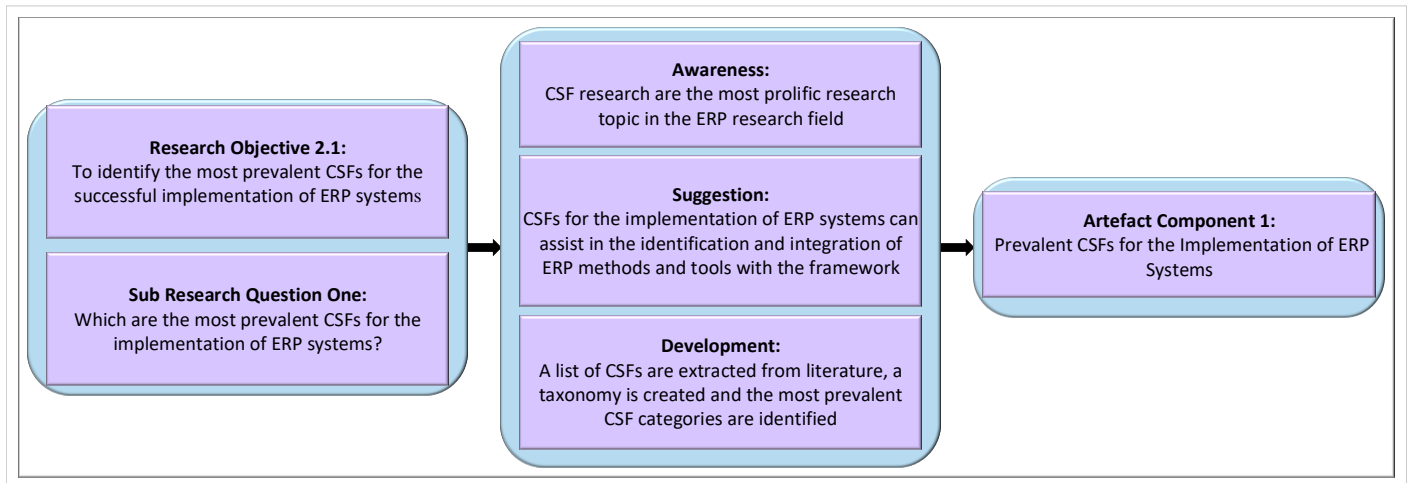 Research Objective 2.1:
To identify the most prevalent CSFs for the
successful implementation of ERP systems
Sub Research Question One:
Which are the most prevalent CSFs for the
implementation of ERP systems?
Awareness:
CSF research are the most prolific research
topic in the ERP research field
Suggestion:
CSFs for the implementation of ERP systems can
assist in the identification and integration of
ERP methods and tools with the framework
Development:
A list of CSFs are extracted from literature, a
taxonomy is created and the most prevalent
CSF categories are identified
Artefact Component 1:
Prevalent CSFs for the Implementation of ERP
Systems